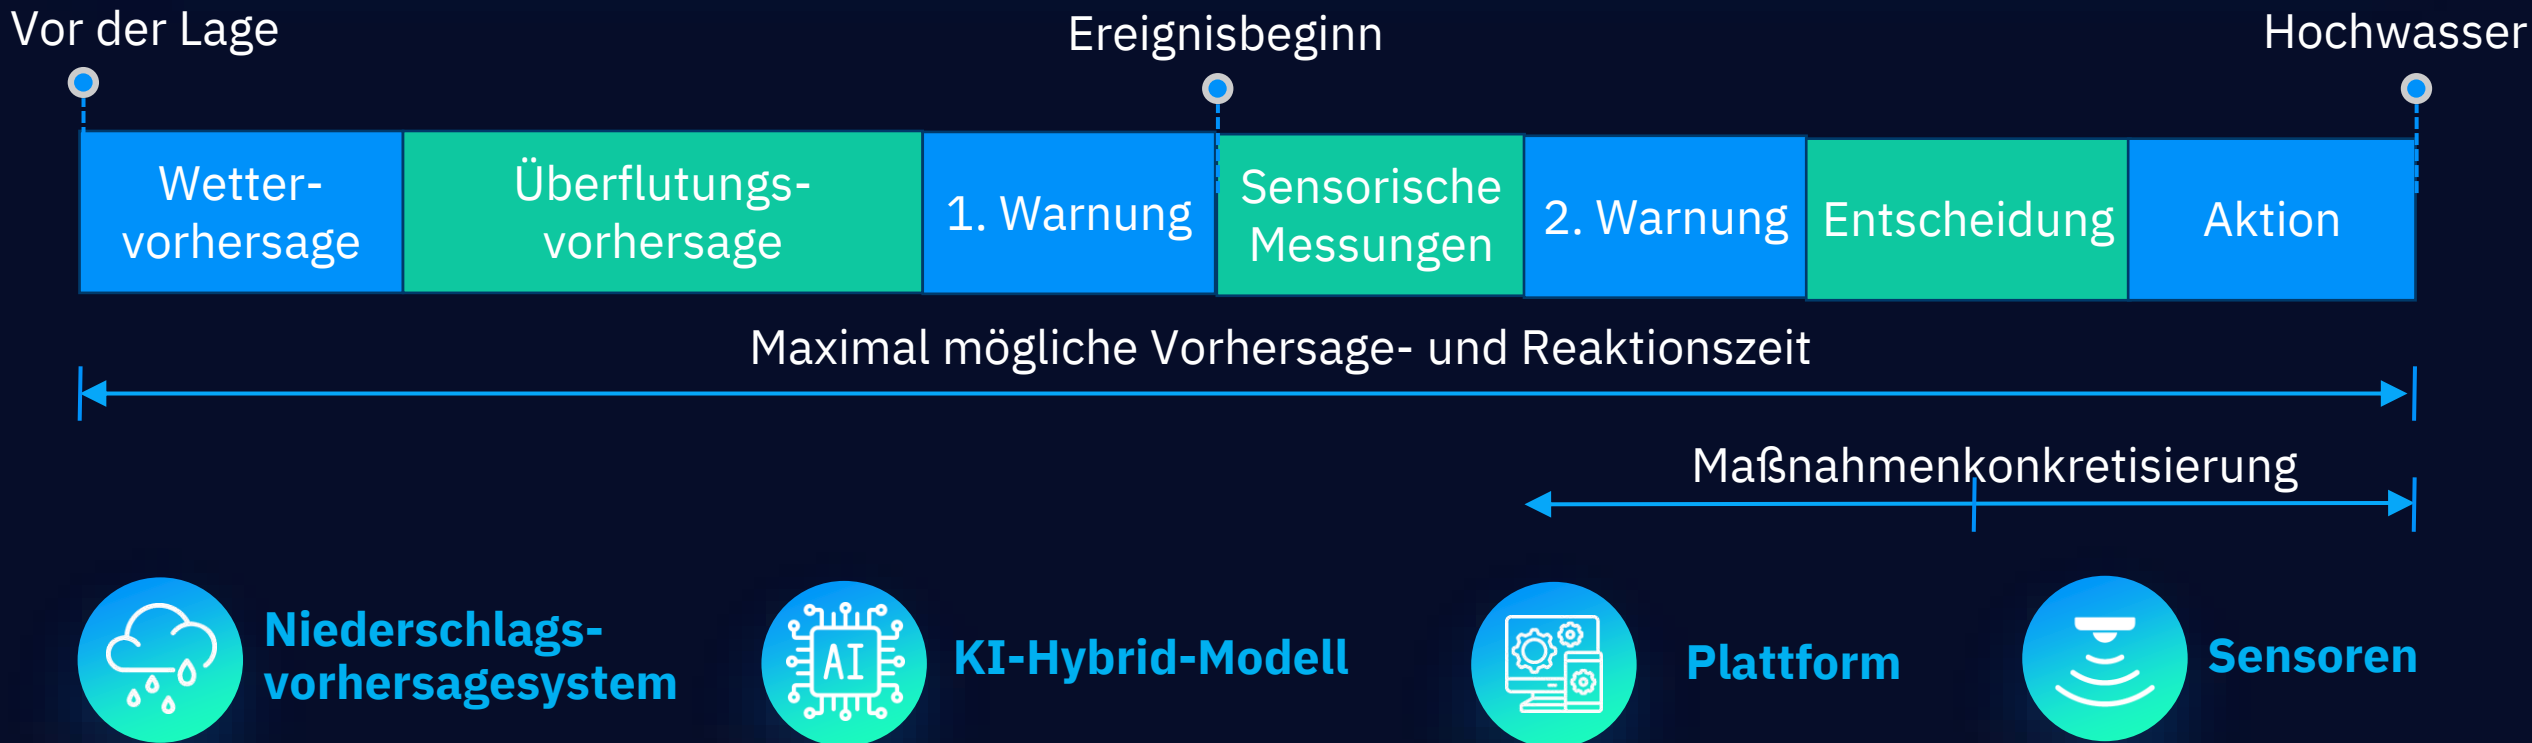 Vor der Lage
Ereignisbeginn
Hochwasser
Wetter-
vorhersage
Überflutungs-
vorhersage
1. Warnung
Sensorische
Messungen
2. Warnung
Entscheidung
Aktion
Maximal mögliche Vorhersage- und Reaktionszeit
Maßnahmenkonkretisierung
Niederschlags-
vorhersagesystem
AI
KI-Hybrid-Modell
Plattform
Sensoren